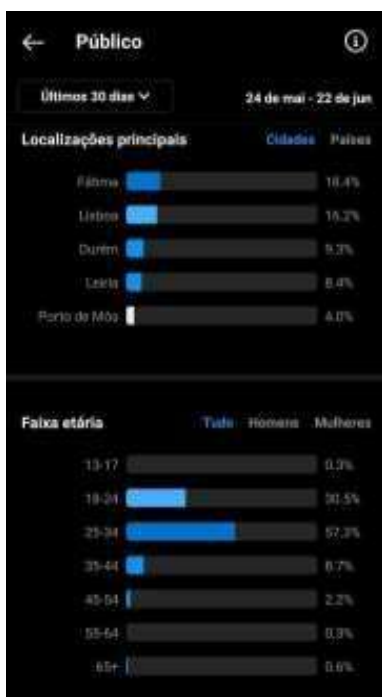 Público
Últimos 30 dias
24 de mai - 22 de jun
Localizações principais
Cidades Países
Fátima 18.4%
Lisboa 16.2%
Ourém 9.3%
Leiria 8.4%
Porto de Mós 4.0%
Faixa etária
Tudo Homens Mulheres
13-17 0.3%
18-24 30.5%
25-34 57.3%
35-44 8.7%
45-54 2.2%
55-64 0.3%
65+ 0.6%